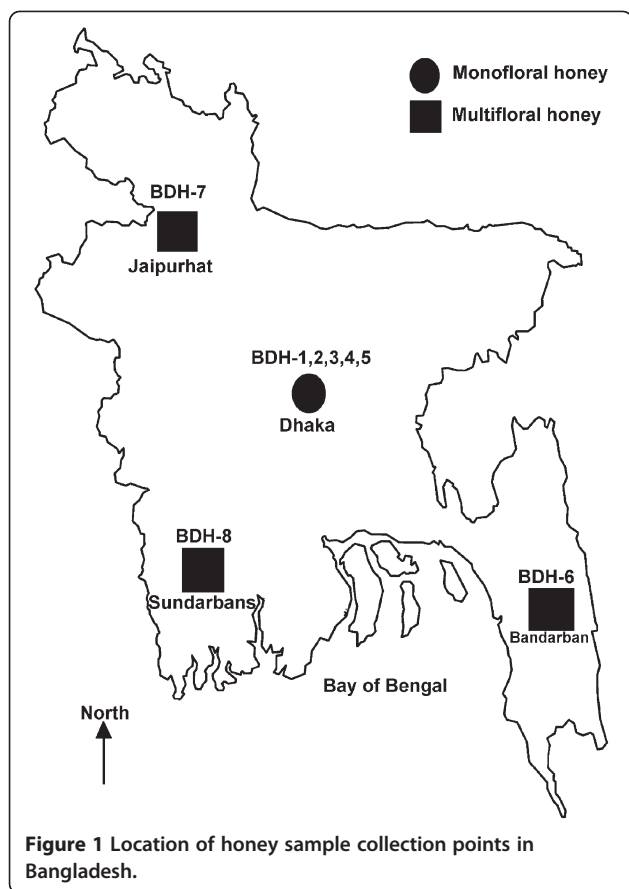 Monofloral honey
Multifloral honey
BDH-7
Jaipurhat
BDH-1,2,3,4,5
Dhaka
BDH-8
Sundarbans
BDH-6
Bandarban
Bay of Bengal
North
Figure 1 Location of honey sample collection points in
Bangladesh.